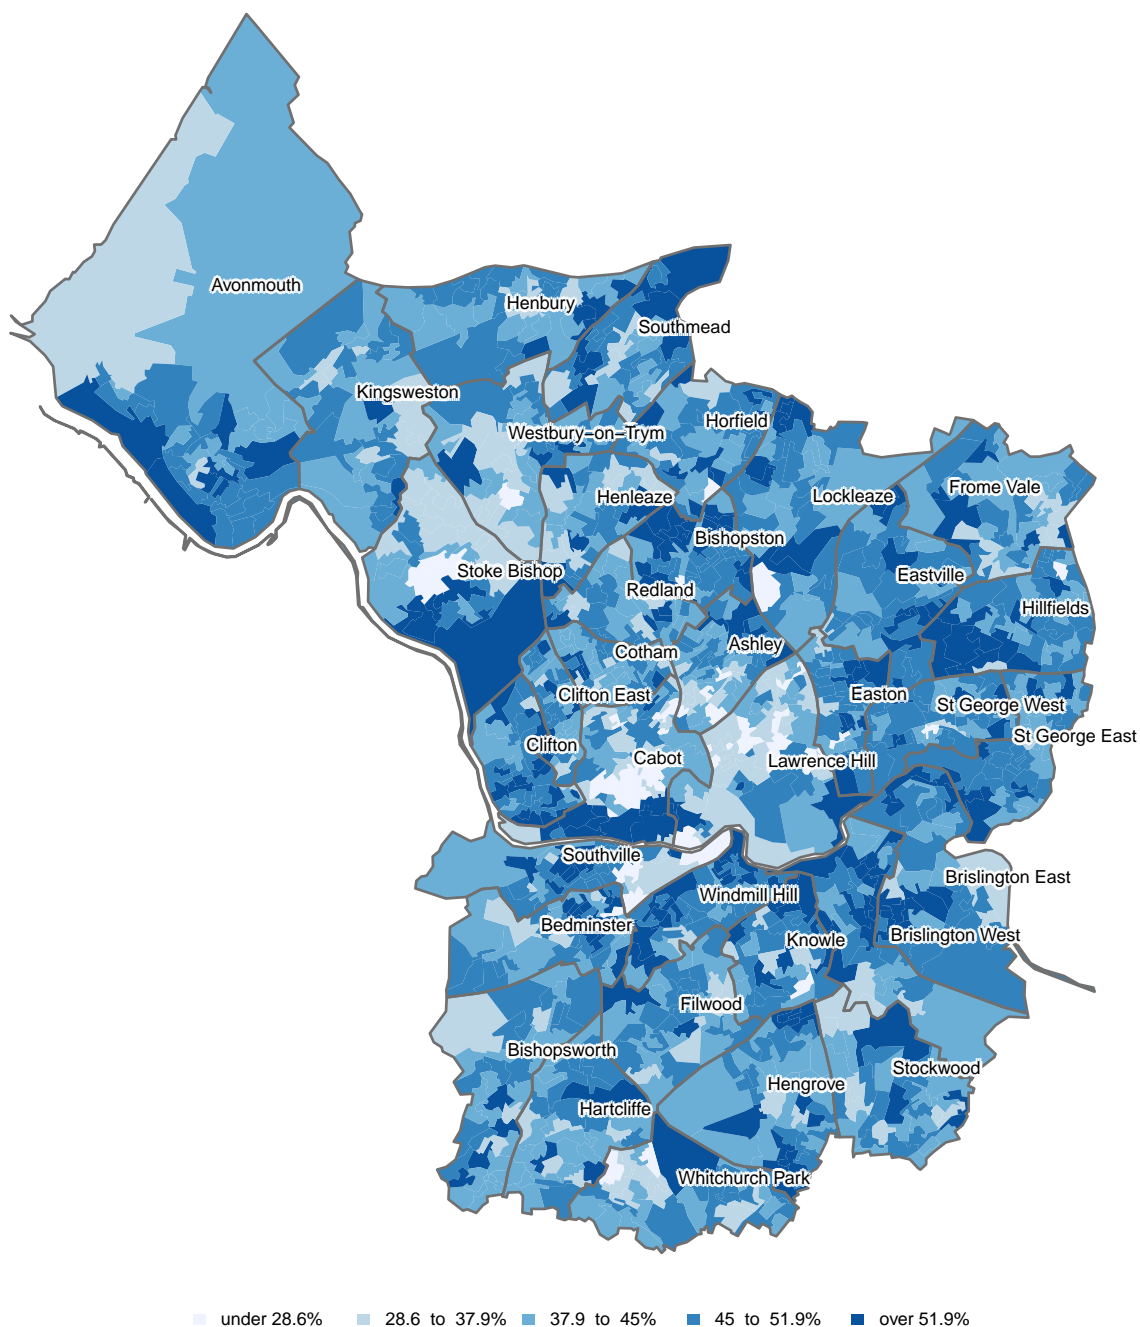 Avonmouth
Henbury
Southmead
Kingsweston
Horfield
Westbury−on−Trym
Frome Vale
Henleaze
Lockleaze
Bishopston
Stoke Bishop
Eastville
Redland
Hillfields
Ashley
Cotham
Clifton East
Easton
St George West
St George East
Clifton
Cabot
Lawrence Hill
Southville
Brislington East
Windmill Hill
Bedminster
Brislington West
Knowle
Filwood
Bishopsworth
Stockwood
Hengrove
Hartcliffe
Whitchurch Park
under 28.6% 28.6 to 37.9% 37.9 to 45% 45 to 51.9% over 51.9%